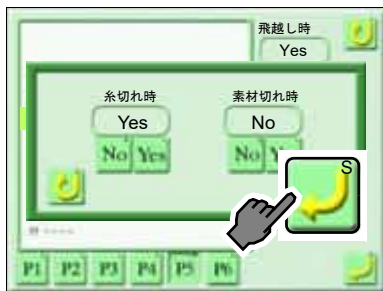 飛越し時
Yes
糸切れ時 素材切れ時
Yes No
No Yes No
S
P1 P2 P3 P4 P5 P6